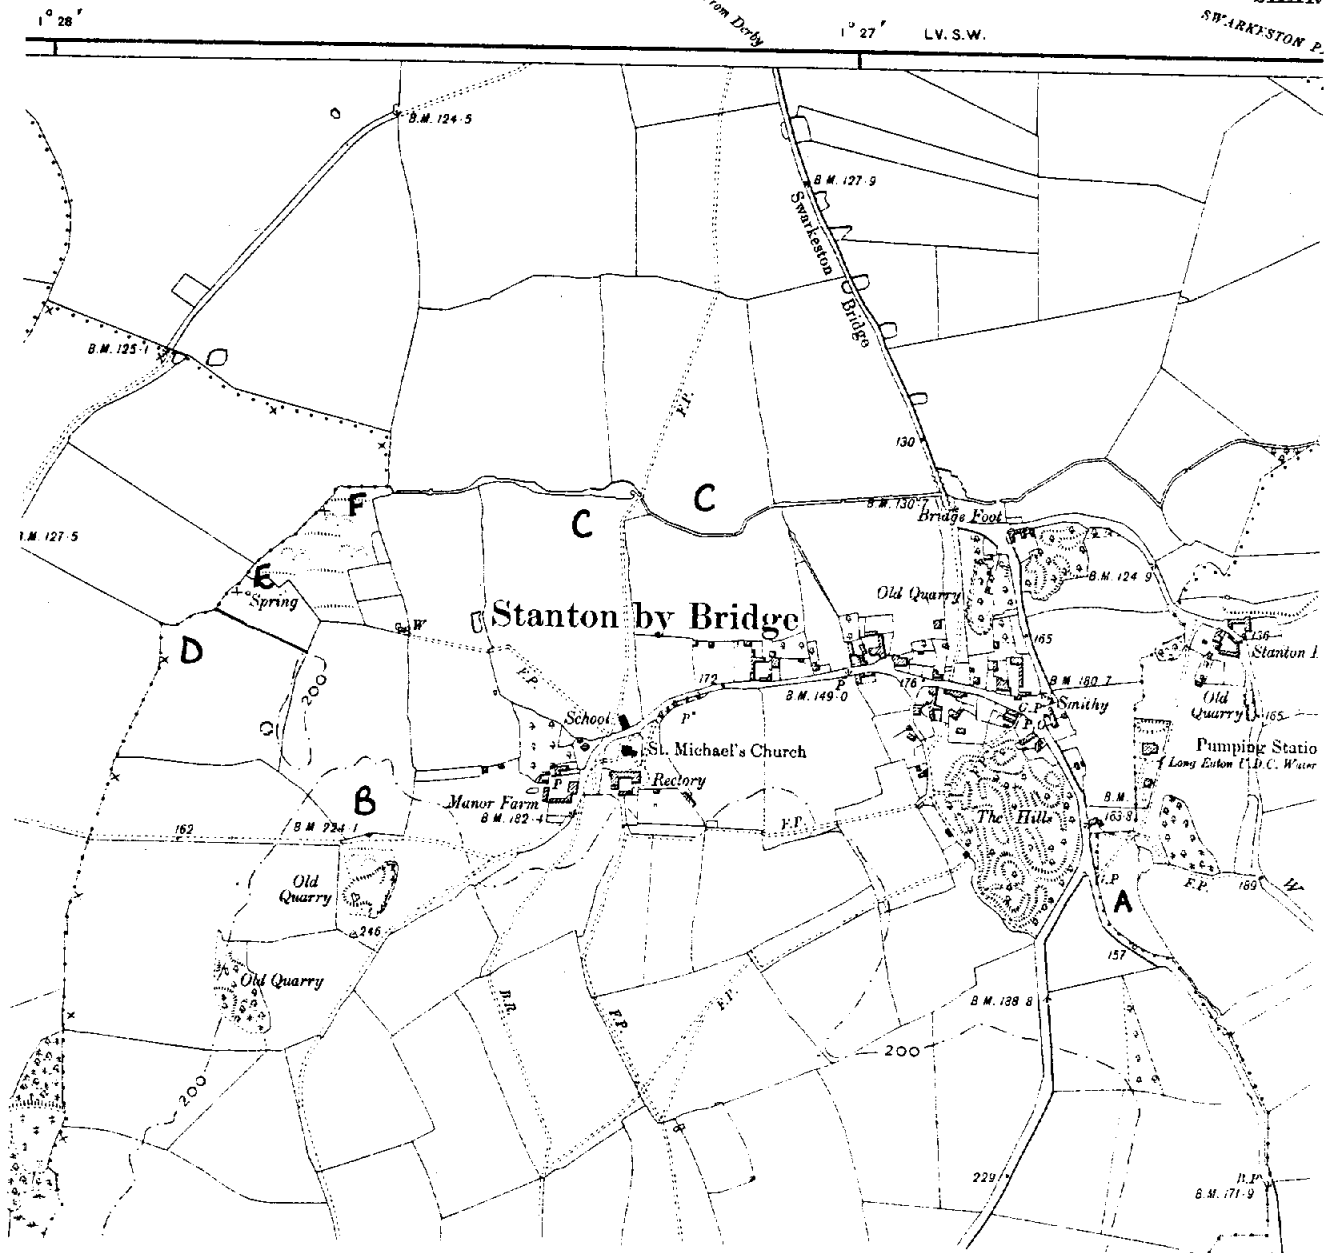 1° 28'
From Derby
1° 27'
LV. S.W.
SWARKESTON
B.M. 124·5
B.M. 127·9
Swarkeston
Bridge
B.M. 125·1
F.P.
130
F
C
C
B.M. 130·7
Bridge Foot
B.M. 127·5
E
Spring
B.M. 124·9
Old Quarry
W
Stanton by Bridge
D
165
136
Stanton
200
F.P.
172
P
B.M. 149·0
176
B.M. 180·7
Smithy
G.P.
P.O.
Old
Quarry
165
School
P
St. Michael's Church
Pumping Statio
Long Eaton U.D.C. Water
B
Manor Farm
P
Rectory
B.M. 182·4
B.M.
163·8
162
B.M. 224·1
F.P.
The Hills
Old
Quarry
G.P.
F.P.
189
A
246
157
Old Quarry
B.R.
F.P.
F.P.
B.M. 188·8
200
200
229
B.P.
B.M. 171·9